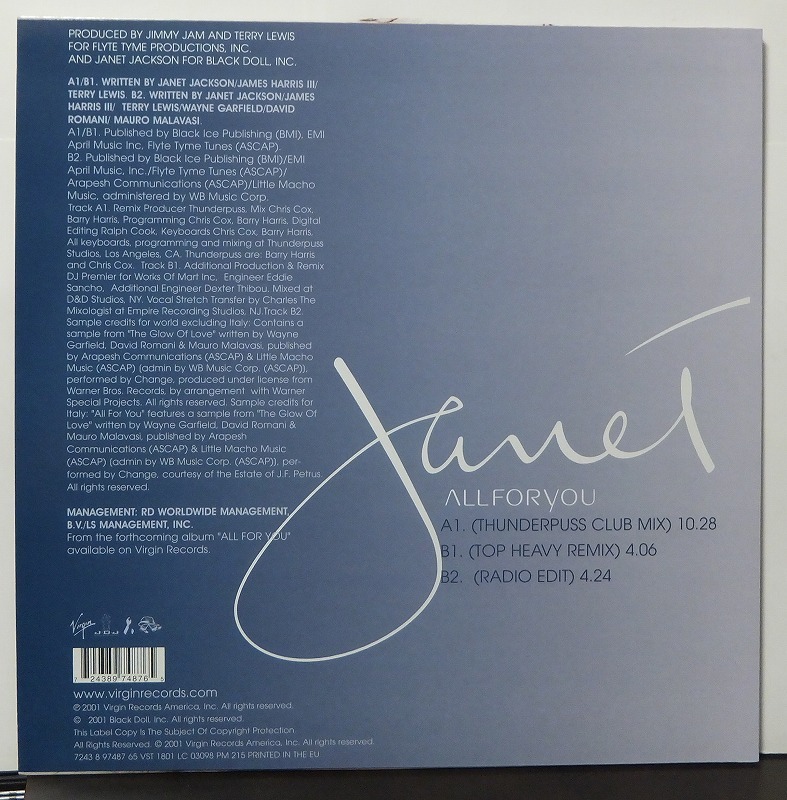 PRODUCED BY JIMMY JAM AND TERRY LEWIS
FOR FLYTE TYME PRODUCTIONS, INC.
AND JANET JACKSON FOR BLACK DOLL, INC.
A1/B1. WRITTEN BY JANET JACKSON/JAMES HARRIS III/
TERRY LEWIS. B2. WRITTEN BY JANET JACKSON/JAMES
HARRIS III/ TERRY LEWIS/WAYNE GARFIELD/DAVID
ROMANI/ MAURO MALAVASI.
A1/B1. Published by Black Ice Publishing (BMI), EMI
April Music Inc, Flyte Tyme Tunes (ASCAP).
B2. Published by Black Ice Publishing (BMI)/EMI
April Music, Inc./Flyte Tyme Tunes (ASCAP)/
Arapesh Communications (ASCAP)/Little Macho
Music, administered by WB Music Corp.
Track A1. Remix Producer Thunderpuss. Mix Chris Cox,
Barry Harris, Programming Chris Cox, Barry Harris, Digital
Editing Ralph Cook, Keyboards Chris Cox, Barry Harris,
All keyboards, programming and mixing at Thunderpuss
Studios, Los Angeles, CA. Thunderpuss are: Barry Harris
and Chris Cox. Track B1. Additional Production & Remix
DJ Premier for Works Of Mart Inc, Engineer Eddie
Sancho, Additional Engineer Dexter Thibou. Mixed at
D&D Studios, NY. Vocal Stretch Transfer by Charles The
Mixologist at Empire Recording Studios, NJ.Track B2.
Sample credits for world excluding Italy: Contains a
sample from "The Glow Of Love" written by Wayne
Garfield, David Romani & Mauro Malavasi, published
by Arapesh Communications (ASCAP) & Little Macho
Music (ASCAP) [admin by WB Music Corp. (ASCAP)],
performed by Change, produced under license from
Warner Bros. Records, by arrangement with Warner
Special Projects. All rights reserved. Sample credits for
Italy: "All For You" features a sample from "The Glow Of
Love" written by Wayne Garfield, David Romani &
Mauro Malavasi, published by Arapesh
Communications (ASCAP) & Little Macho Music
(ASCAP) [admin by WB Music Corp. (ASCAP)], per-
formed by Change, courtesy of the Estate of J.F. Petrus.
All rights reserved.
MANAGEMENT: RD WORLDWIDE MANAGEMENT,
B.V./LS MANAGEMENT, INC.
From the forthcoming album "ALL FOR YOU"
available on Virgin Records.
Janet
ALL FOR YOU
A1. (THUNDERPUSS CLUB MIX) 10.28
B1. (TOP HEAVY REMIX) 4.06
B2. (RADIO EDIT) 4.24
Virgin JDJ
7 24389 74876 5
www.virginrecords.com
℗ 2001 Virgin Records America, Inc. All rights reserved.
© 2001 Black Doll, Inc. All rights reserved.
This Label Copy Is The Subject Of Copyright Protection.
All Rights Reserved. © 2001 Virgin Records America, Inc. All rights reserved.
7243 8 97487 65 VST 1801 LC 03098 PM 215 PRINTED IN THE EU